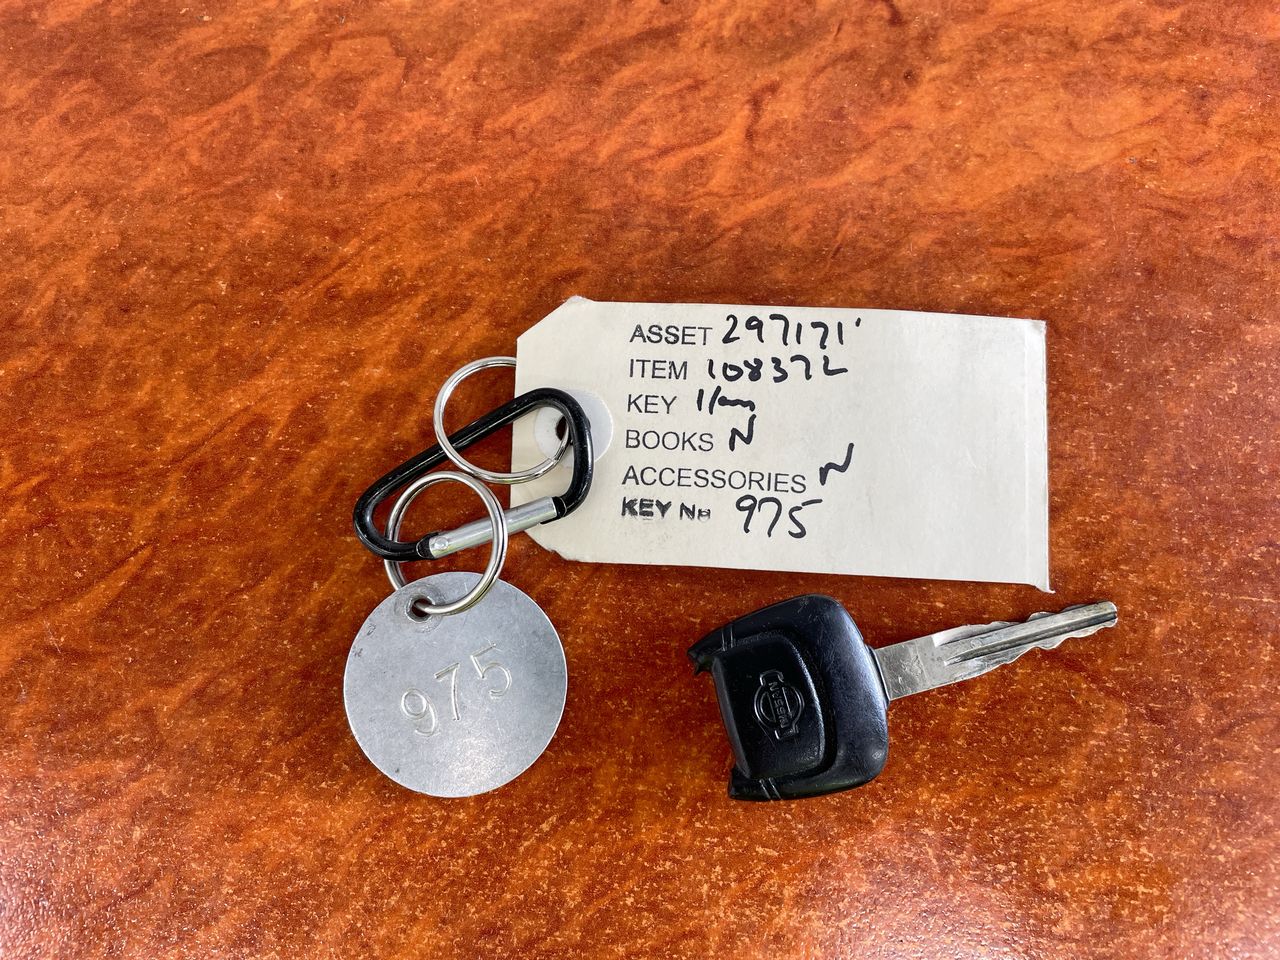 ASSET 297171
ITEM 108372
KEY 1/
BOOKS N
ACCESSORIES N
KEY No 975
975
NISSAN